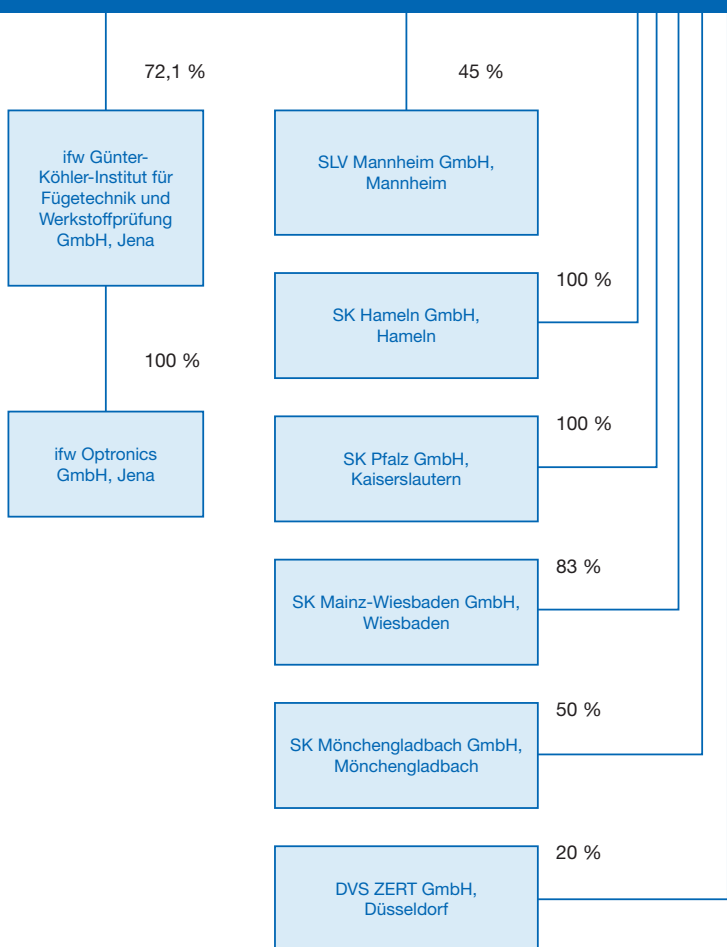 72,1 %
ifw Günter-
Köhler-Institut für
Fügetechnik und
Werkstoffprüfung
GmbH, Jena
100 %
ifw Optronics
GmbH, Jena
45 %
SLV Mannheim GmbH,
Mannheim
100 %
SK Hameln GmbH,
Hameln
100 %
SK Pfalz GmbH,
Kaiserslautern
83 %
SK Mainz-Wiesbaden GmbH,
Wiesbaden
50 %
SK Mönchengladbach GmbH,
Mönchengladbach
20 %
DVS ZERT GmbH,
Düsseldorf